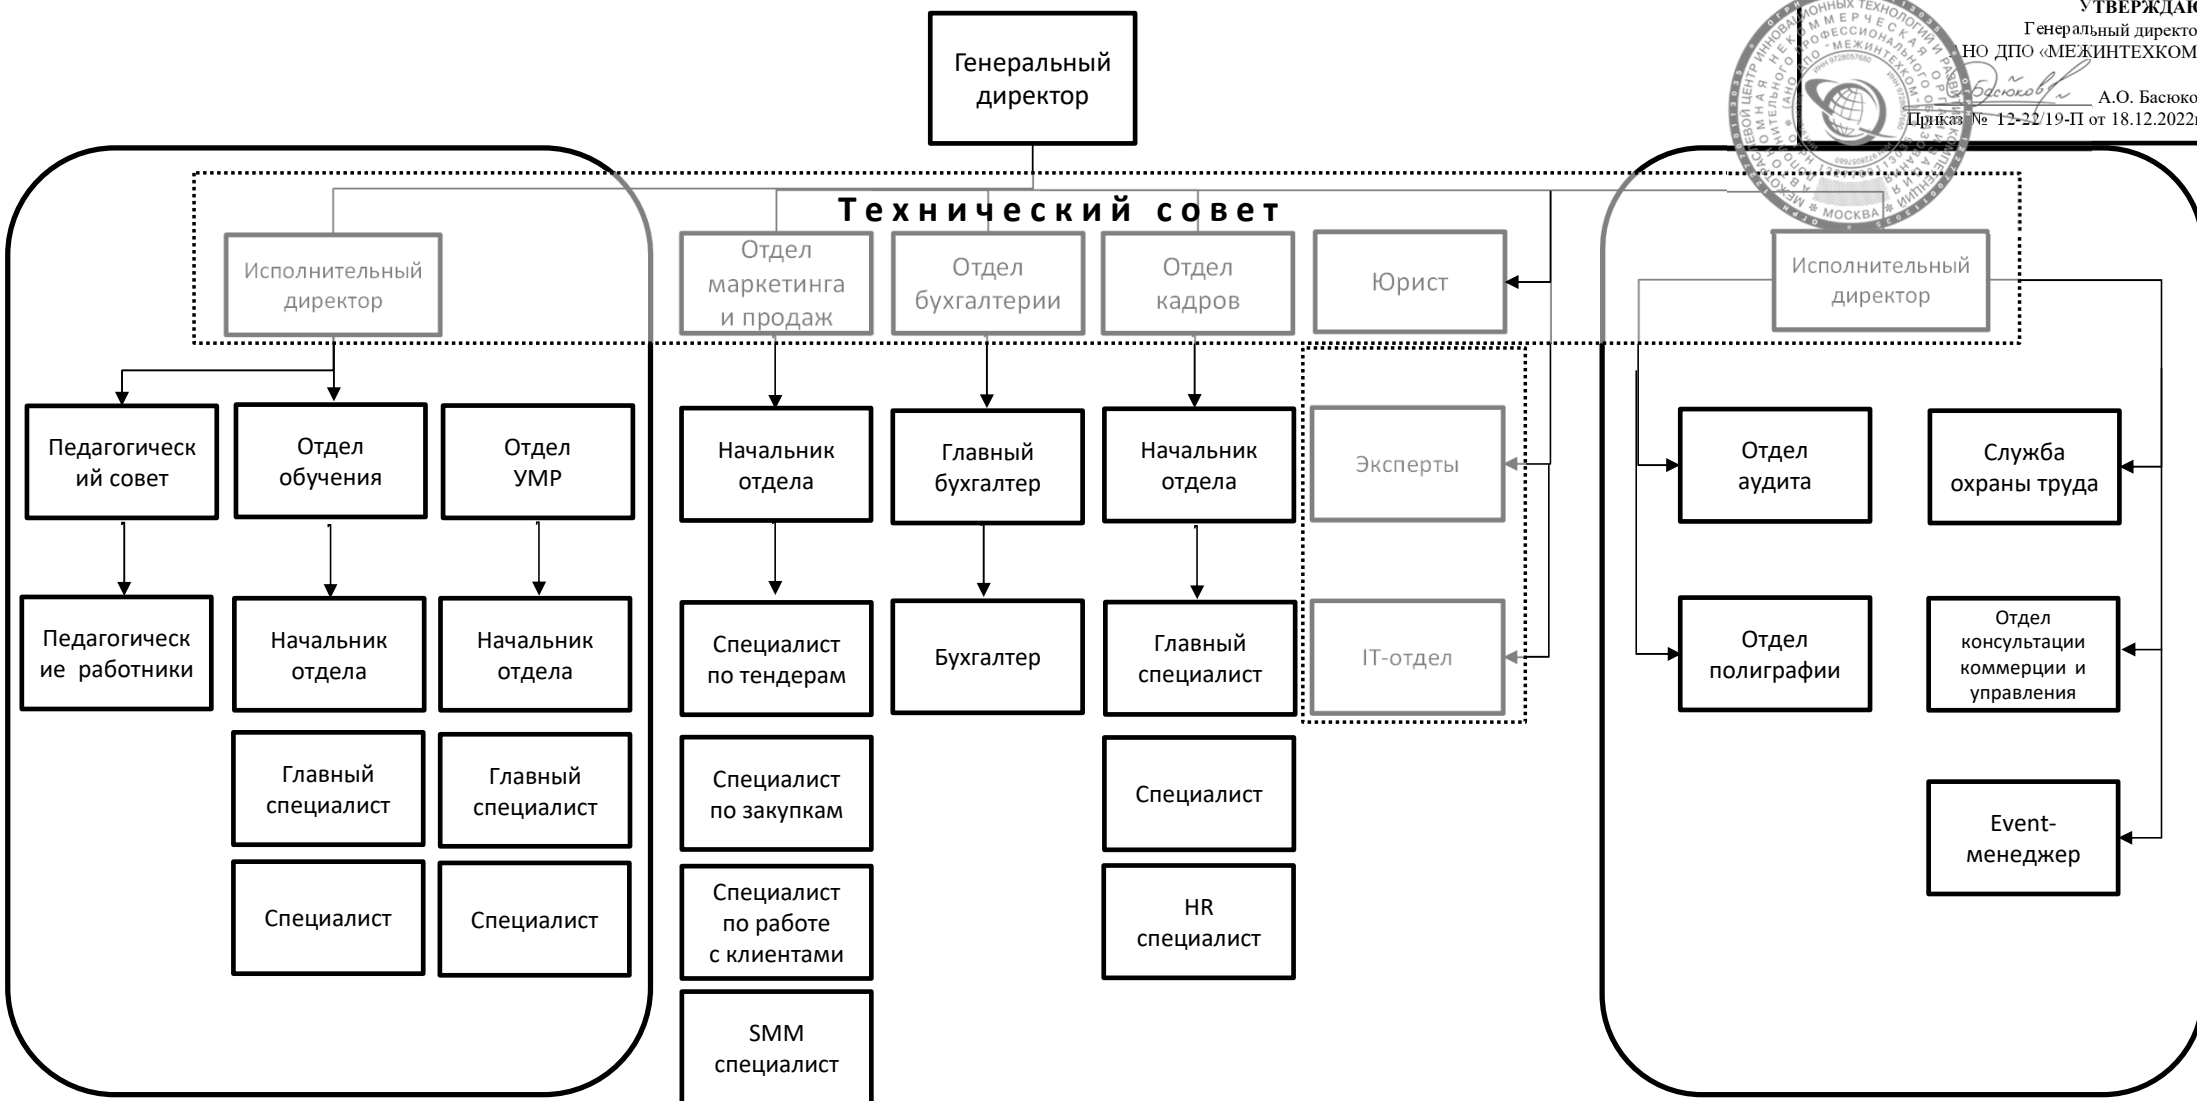 УТВЕРЖДАЮ
Генеральный директо
НО ДПО «МЕЖИНТЕХКОМ
А.О. Басюко
Приказ № 12-22/19-П от 18.12.2022г
МОСКВА
Генеральный
директор
Технический совет
Исполнительный
директор
Отдел
маркетинга
и продаж
Отдел
бухгалтерии
Отдел
кадров
Юрист
Исполнительный
директор
Педагогическ
ий совет
Отдел
обучения
Отдел
УМР
Начальник
отдела
Главный
бухгалтер
Начальник
отдела
Эксперты
Отдел
аудита
Служба
охраны труда
Педагогическ
ие работники
Начальник
отдела
Начальник
отдела
Специалист
по тендерам
Бухгалтер
Главный
специалист
IT-отдел
Отдел
полиграфии
Отдел
консультации
коммерции и
управления
Главный
специалист
Главный
специалист
Специалист
по закупкам
Специалист
Event-
менеджер
Специалист
Специалист
Специалист
по работе
с клиентами
HR
специалист
SMM
специалист